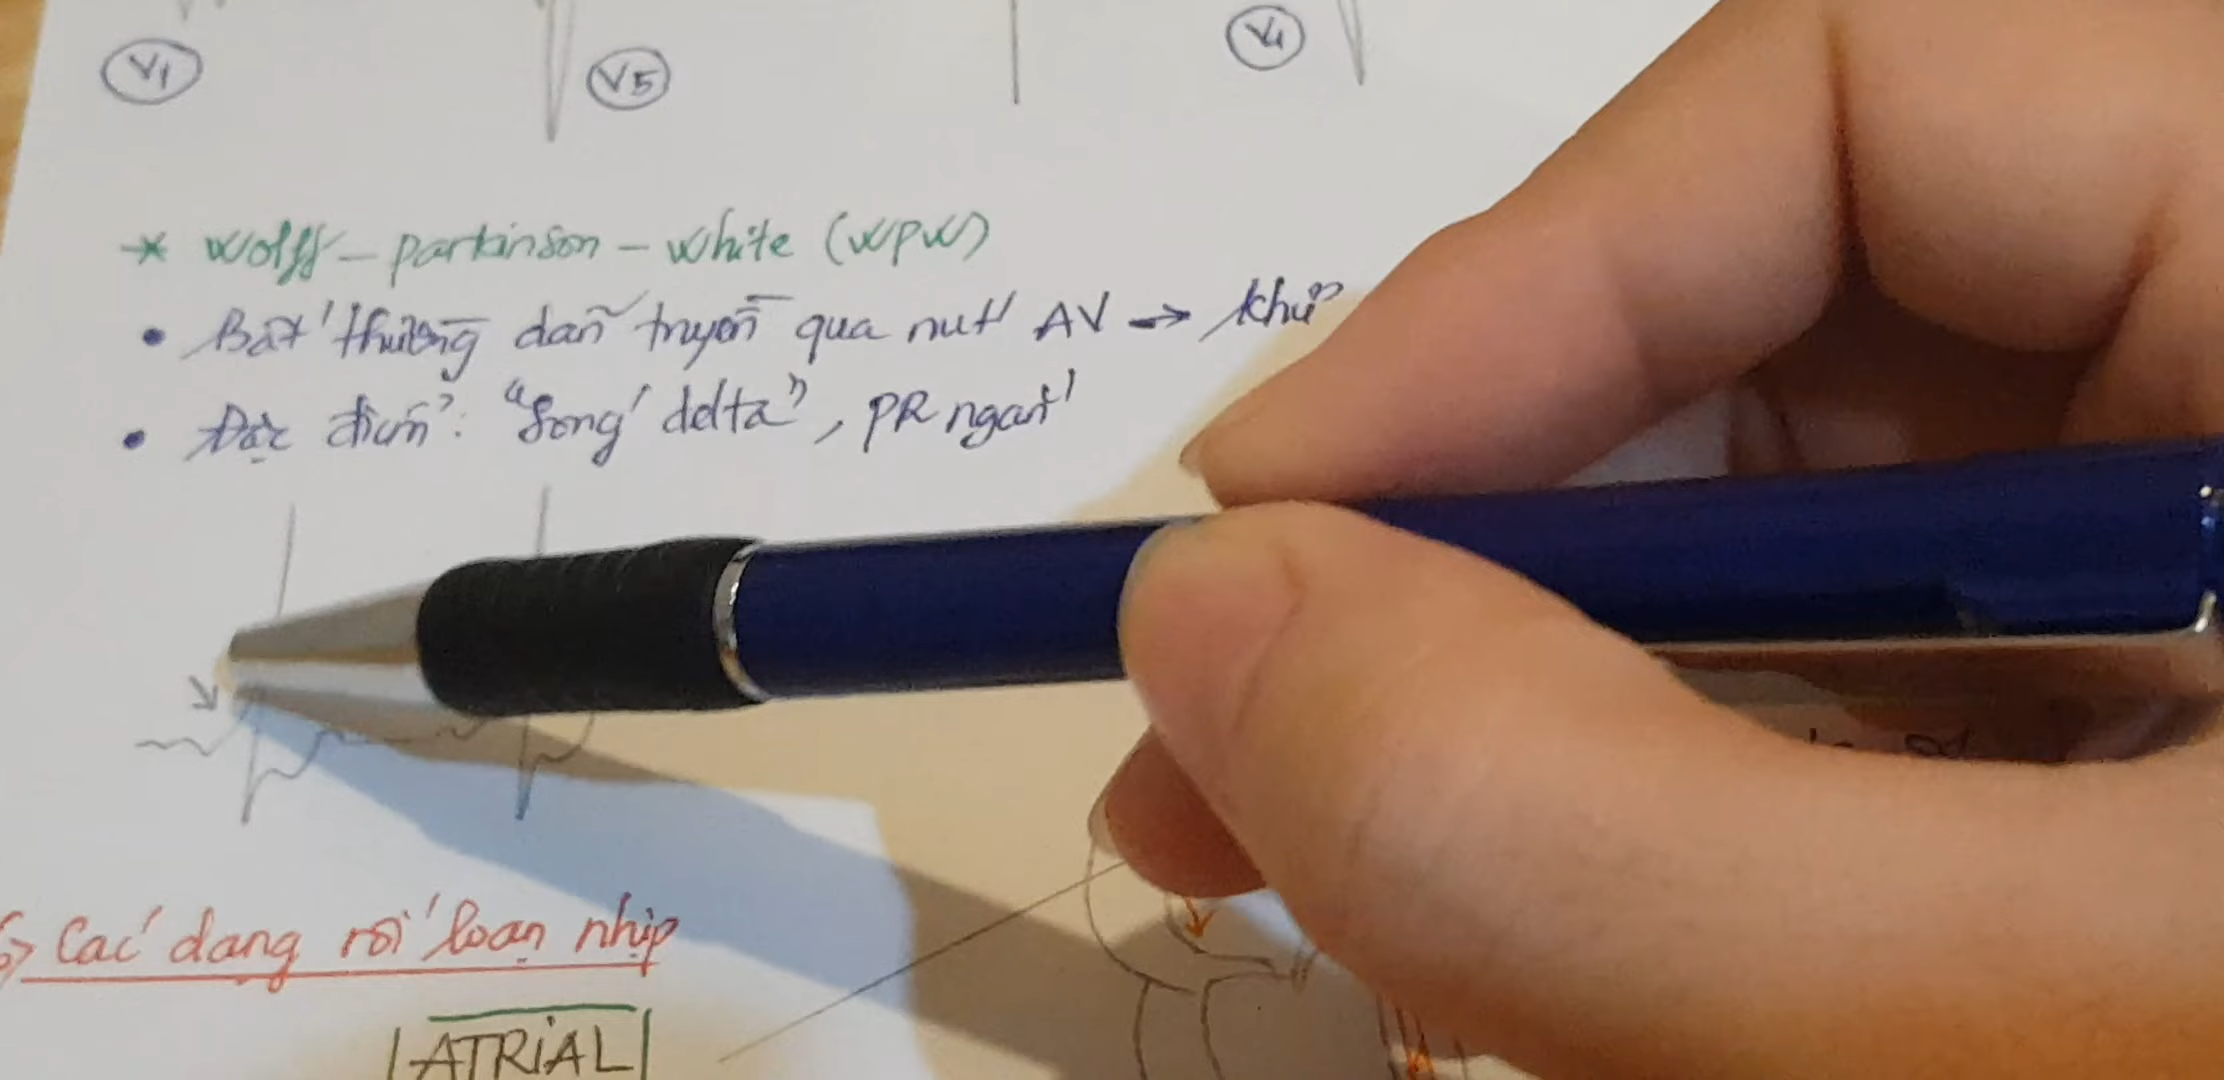 V1
V5
V4
* Wolff - parkinson - white (WPW)
• Bất thường dẫn truyền qua nút AV → khử
• Đặc điểm: "Sóng delta", PR ngắn
Các dạng rối loạn nhịp
ATRIAL